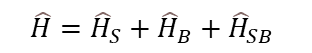 Ĥ = Ĥ_S + Ĥ_B + Ĥ_SB